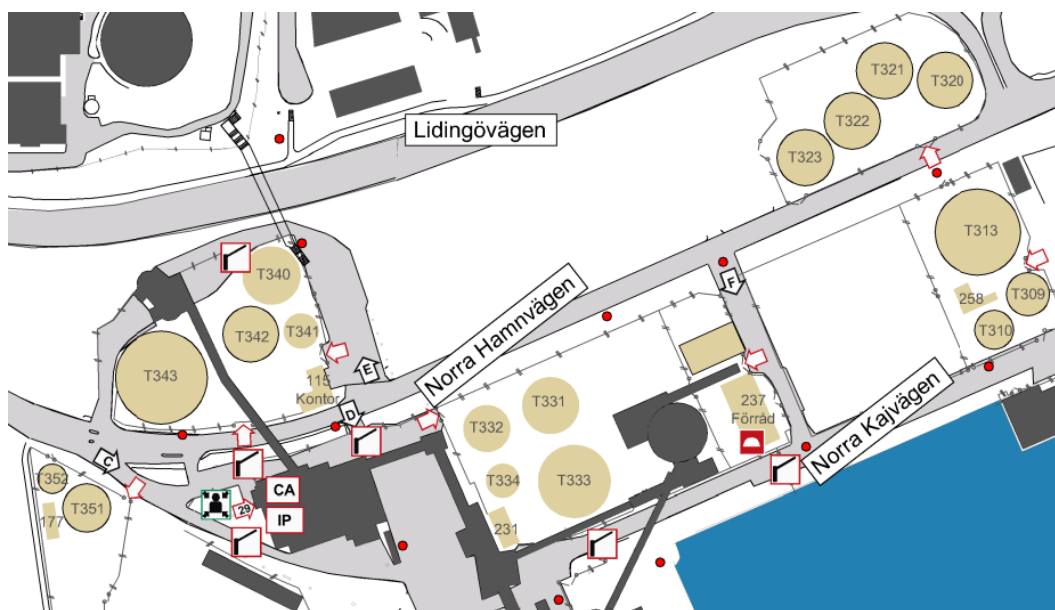 T321
T320
T322
Lidingövägen
T323
T313
T340
F
T309
258
T310
T342
T341
Norra Hamnvägen
E
T343
115
Kontor
D
T331
237
Förråd
Norra Kajvägen
T332
C
T334
T333
T352
CA
T351
29
177
IP
231